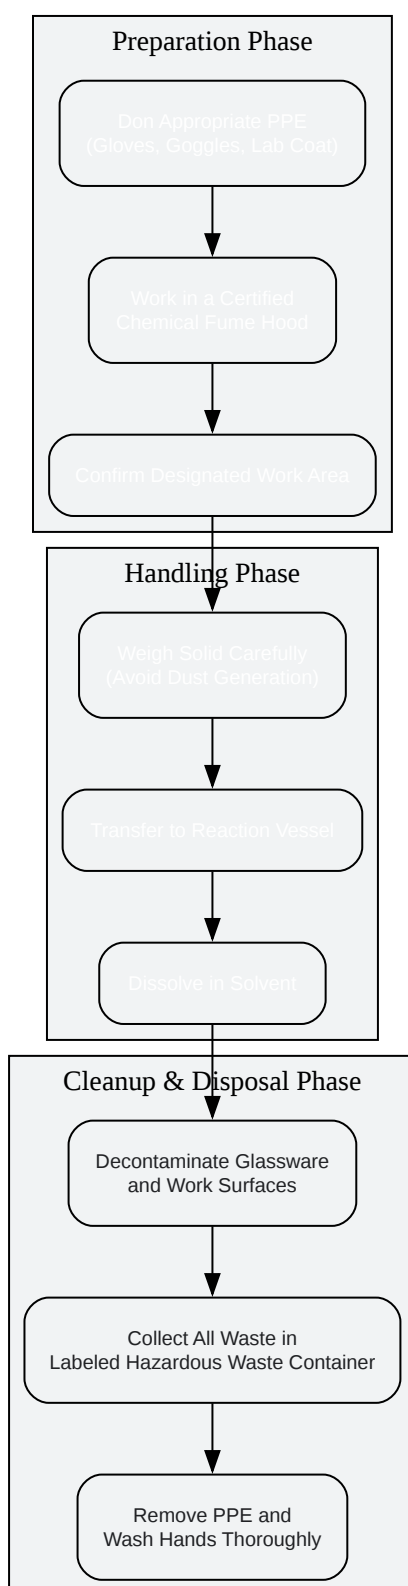 Preparation Phase
Don Appropriate PPE
(Gloves, Goggles, Lab Coat)
Work in a Certified
Chemical Fume Hood
Confirm Designated Work Area
Handling Phase
Weigh Solid Carefully
(Avoid Dust Generation)
Transfer to Reaction Vessel
Dissolve in Solvent
Cleanup & Disposal Phase
Decontaminate Glassware
and Work Surfaces
Collect All Waste in
Labeled Hazardous Waste Container
Remove PPE and
Wash Hands Thoroughly